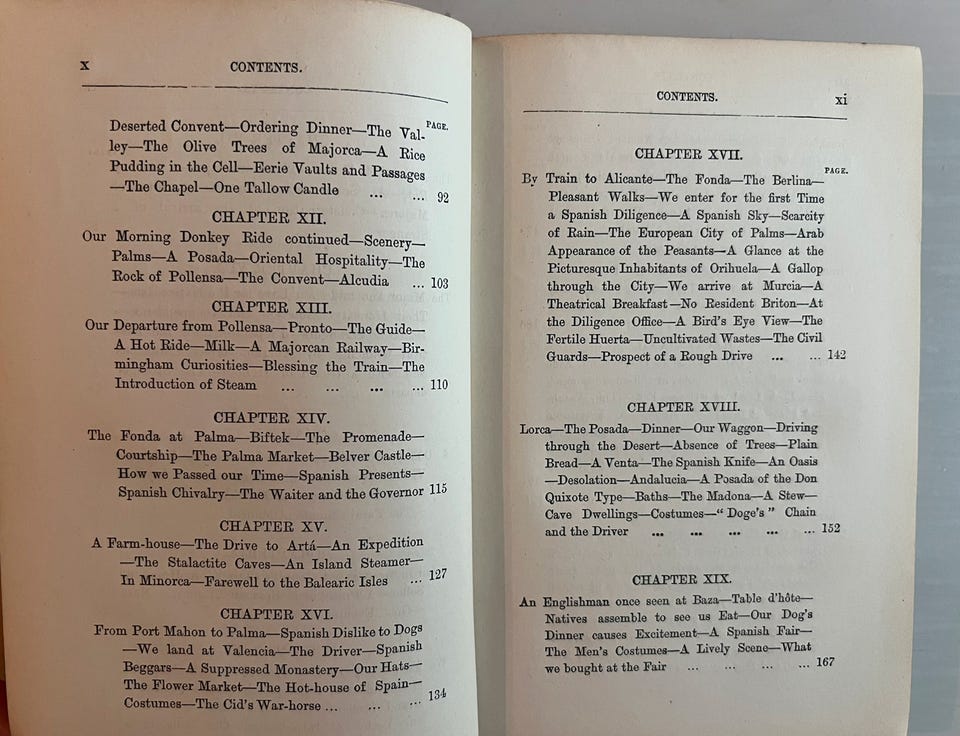 x
CONTENTS.
PAGE.
Deserted Convent—Ordering Dinner—The Val-
ley—The Olive Trees of Majorca—A Rice
Pudding in the Cell—Eerie Vaults and Passages
—The Chapel—One Tallow Candle ... ... 92
CHAPTER XII.
Our Morning Donkey Ride continued—Scenery—
Palms—A Posada—Oriental Hospitality—The
Rock of Pollensa—The Convent—Alcudia ... 103
CHAPTER XIII.
Our Departure from Pollensa—Pronto—The Guide—
A Hot Ride—Milk—A Majorcan Railway—Bir-
mingham Curiosities—Blessing the Train—The
Introduction of Steam ... ... ... ... 110
CHAPTER XIV.
The Fonda at Palma—Biftek—The Promenade—
Courtship—The Palma Market—Belver Castle—
How we Passed our Time—Spanish Presents—
Spanish Chivalry—The Waiter and the Governor 115
CHAPTER XV.
A Farm-house—The Drive to Artá—An Expedition
—The Stalactite Caves—An Island Steamer—
In Minorca—Farewell to the Balearic Isles ... 127
CHAPTER XVI.
From Port Mahon to Palma—Spanish Dislike to Dogs
—We land at Valencia—The Driver—Spanish
Beggars—A Suppressed Monastery—Our Hats—
The Flower Market—The Hot-house of Spain—
Costumes—The Cid's War-horse ... ... ... 134
CONTENTS.
xi
CHAPTER XVII.
PAGE.
By Train to Alicante—The Fonda—The Berlina—
Pleasant Walks—We enter for the first Time
a Spanish Diligence—A Spanish Sky—Scarcity
of Rain—The European City of Palms—Arab
Appearance of the Peasants—A Glance at the
Picturesque Inhabitants of Orihuela—A Gallop
through the City—We arrive at Murcia—A
Theatrical Breakfast—No Resident Briton—At
the Diligence Office—A Bird's Eye View—The
Fertile Huerta—Uncultivated Wastes—The Civil
Guards—Prospect of a Rough Drive ... ... 142
CHAPTER XVIII.
Lorca—The Posada—Dinner—Our Waggon—Driving
through the Desert—Absence of Trees—Plain
Bread—A Venta—The Spanish Knife—An Oasis
—Desolation—Andalucia—A Posada of the Don
Quixote Type—Baths—The Madona—A Stew—
Cave Dwellings—Costumes—"Doge's" Chain
and the Driver ... ... ... ... ... 152
CHAPTER XIX.
An Englishman once seen at Baza—Table d'hôte—
Natives assemble to see us Eat—Our Dog's
Dinner causes Excitement—A Spanish Fair—
The Men's Costumes—A Lively Scene—What
we bought at the Fair ... ... ... ... 167